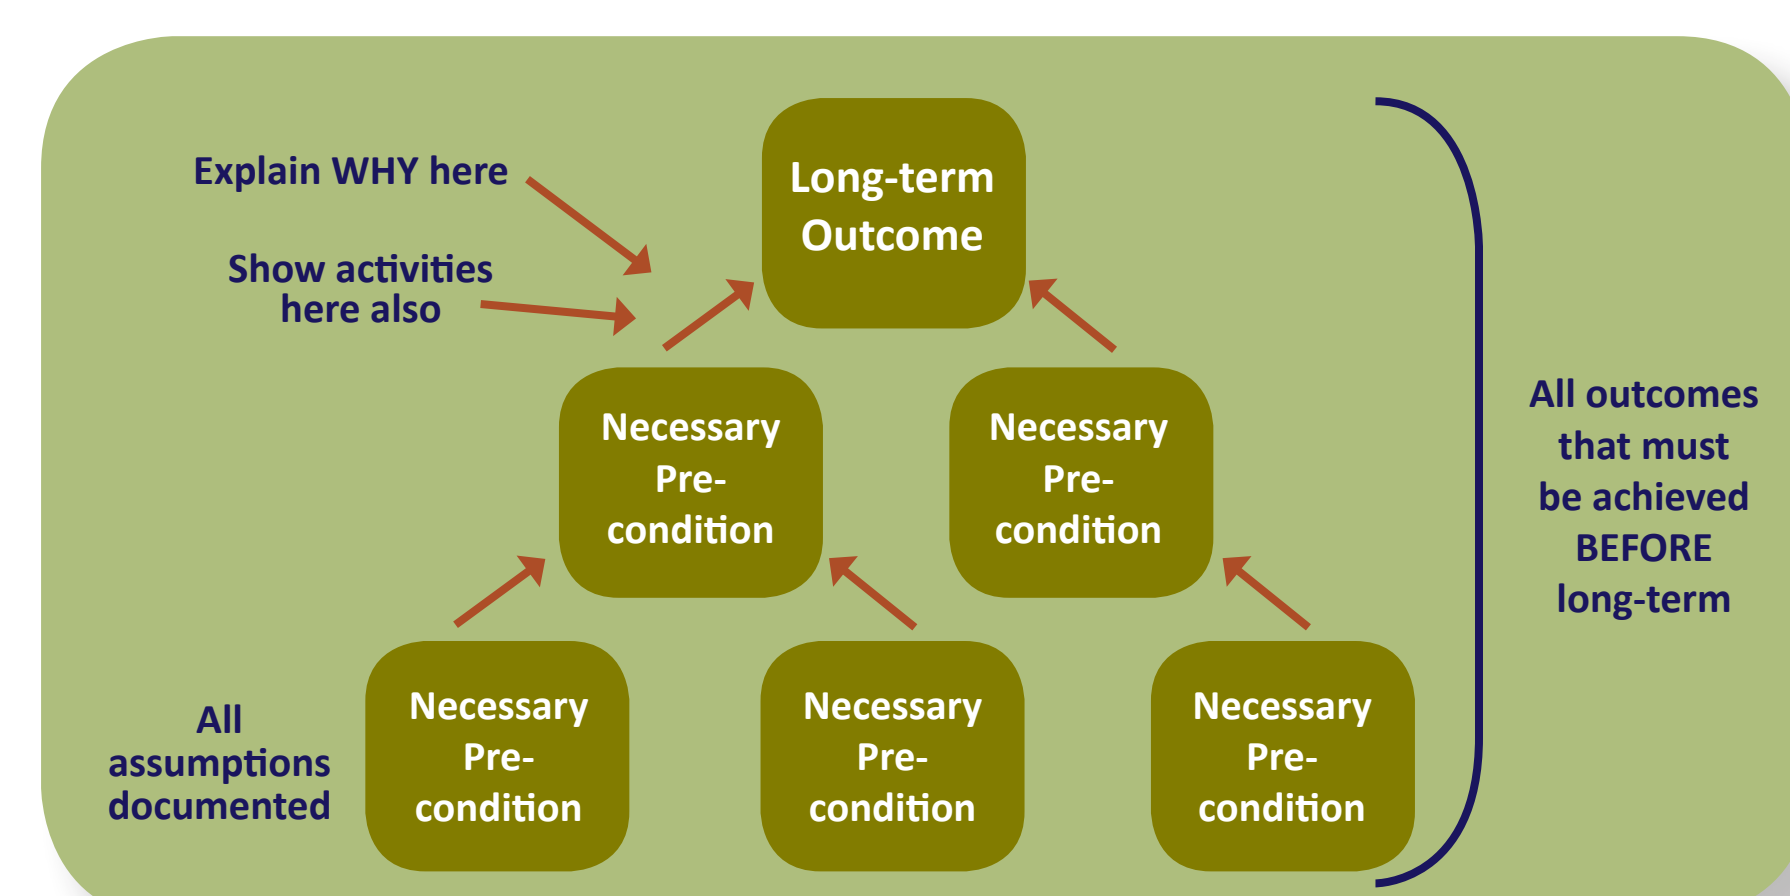 Explain WHY here
Show activities
here also
Long-term
Outcome
Necessary
Pre-
condition
Necessary
Pre-
condition
All outcomes
that must
be achieved
BEFORE
long-term
All
assumptions
documented
Necessary
Pre-
condition
Necessary
Pre-
condition
Necessary
Pre-
condition